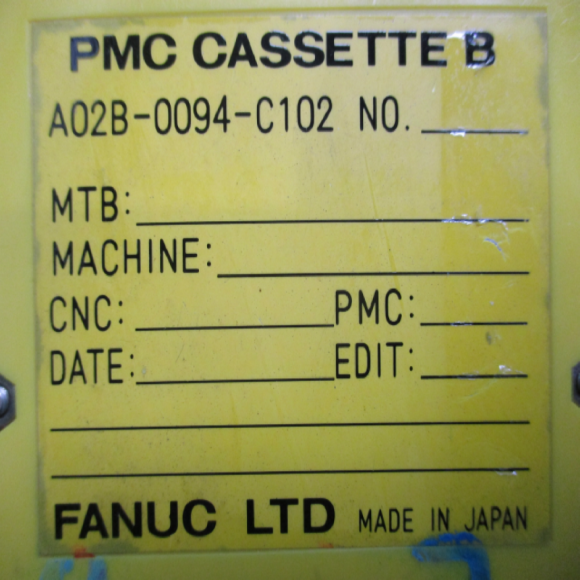 PMC CASSETTE B
A02B-0094-C102 NO.
MTB:
MACHINE:
CNC: PMC:
DATE: EDIT:
FANUC LTD MADE IN JAPAN